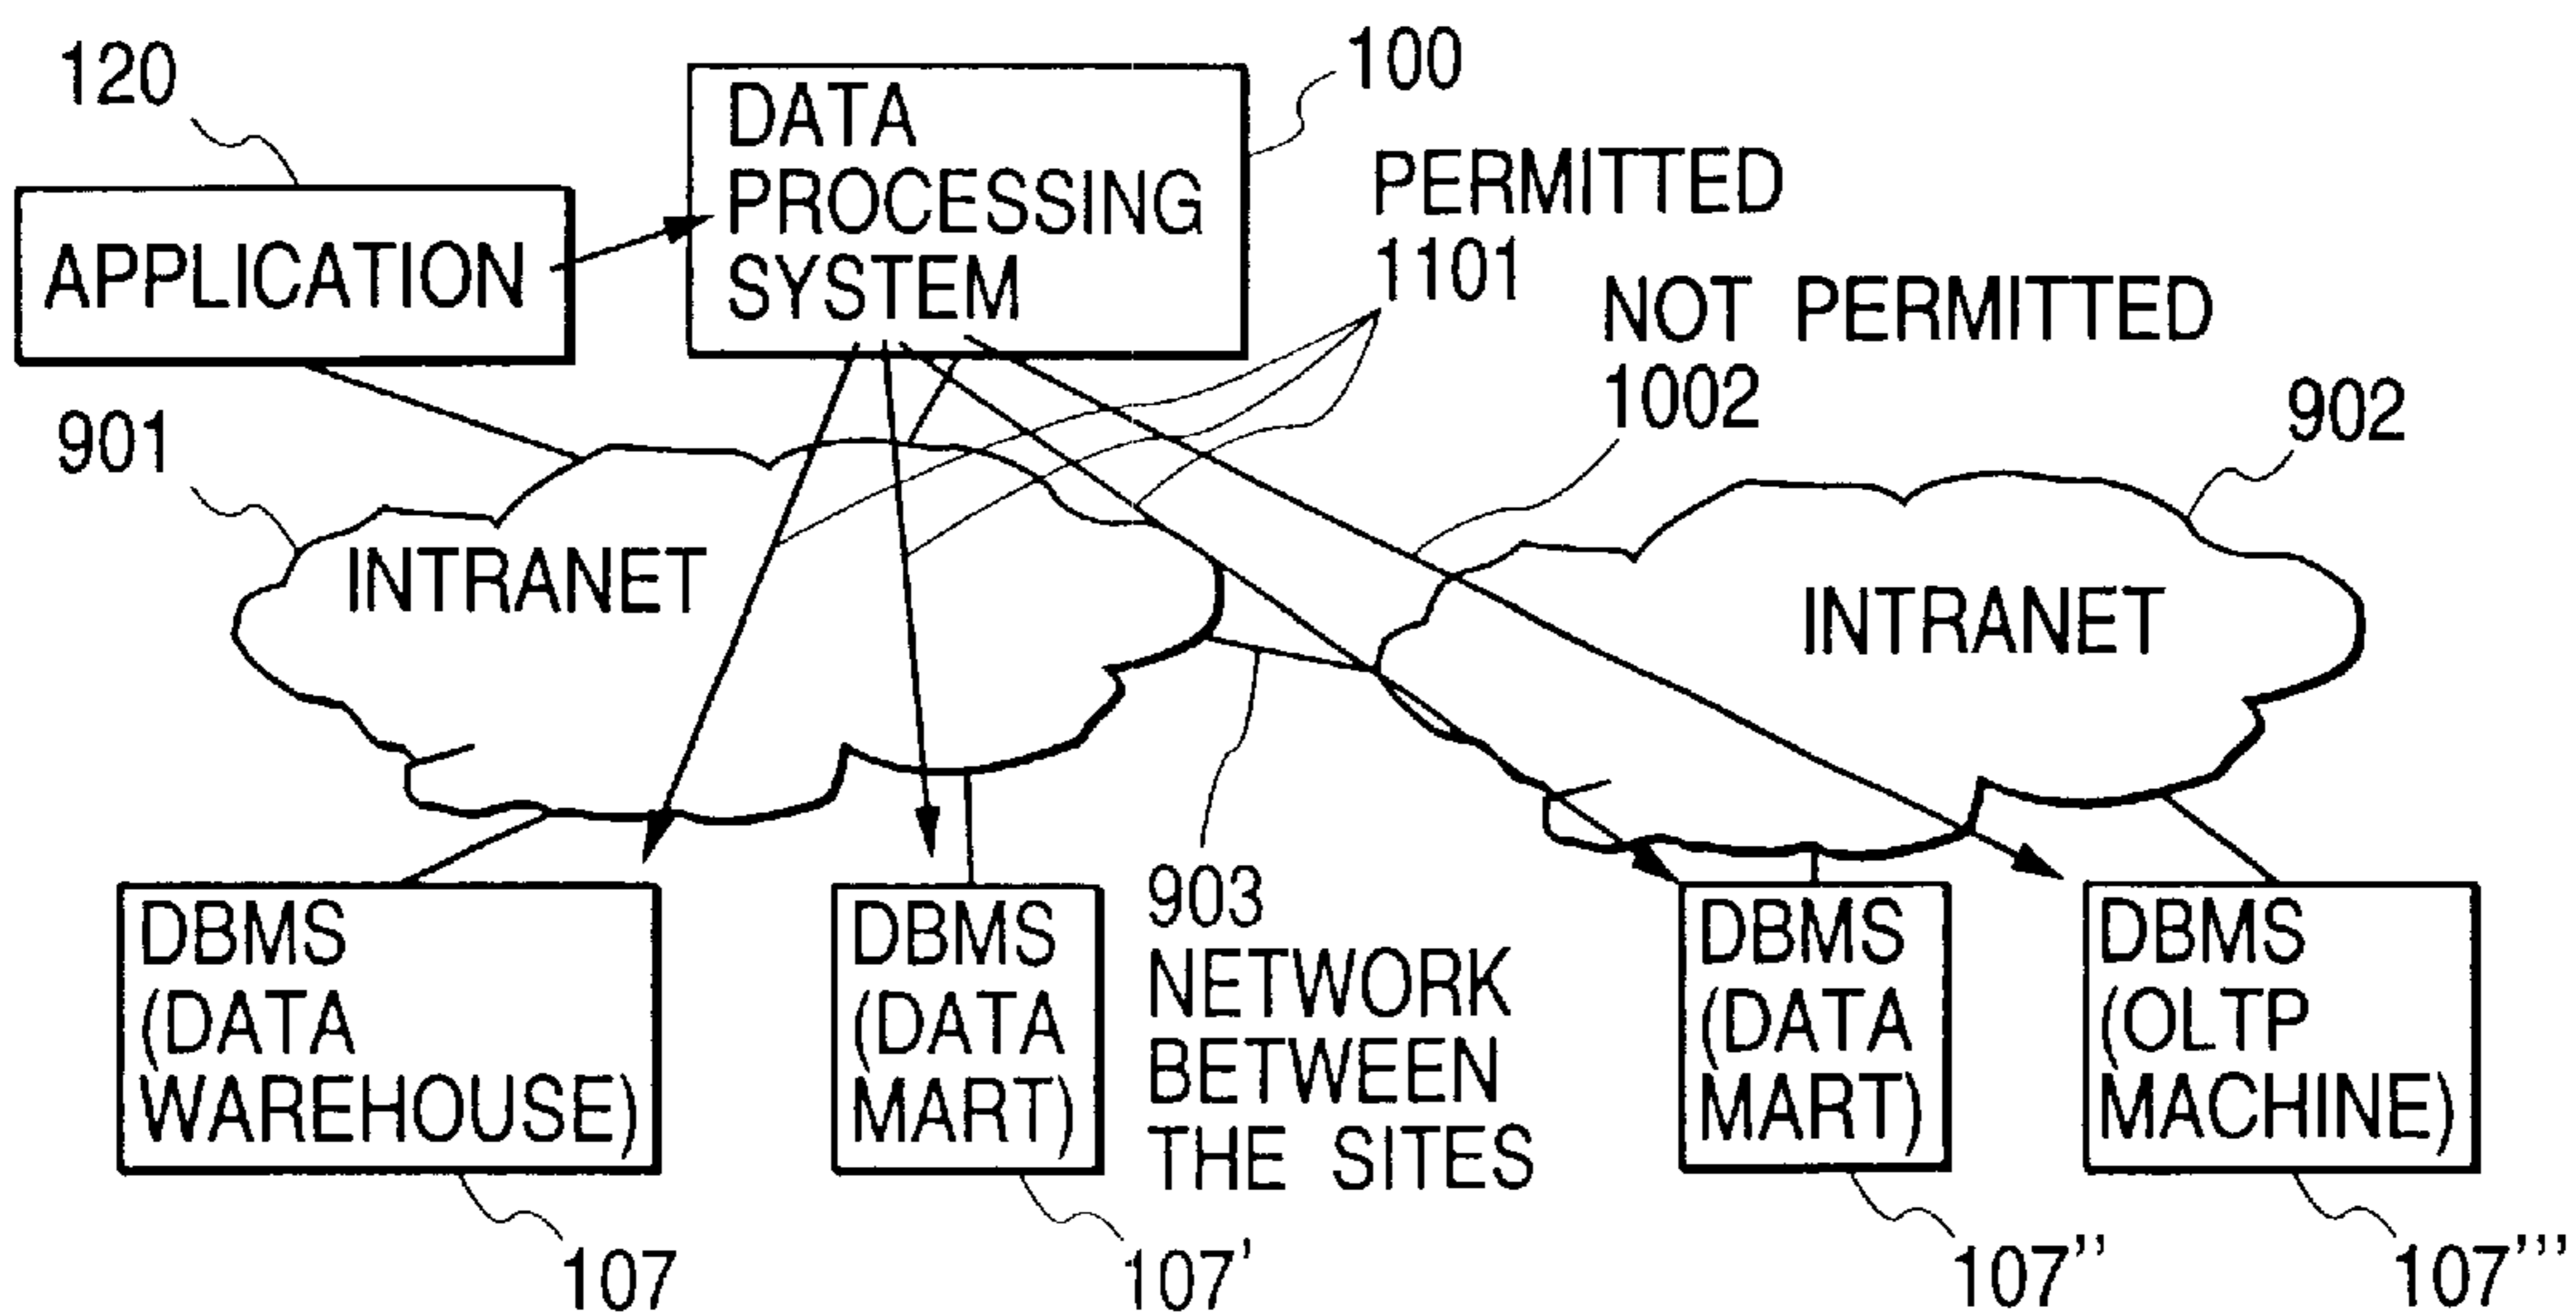 120
100
DATA
PROCESSING
SYSTEM
APPLICATION
PERMITTED
1101
NOT PERMITTED
1002
901
902
INTRANET
INTRANET
903
NETWORK
BETWEEN
THE SITES
DBMS
(DATA
WAREHOUSE)
DBMS
(DATA
MART)
DBMS
(DATA
MART)
DBMS
(OLTP
MACHINE)
107
107'
107''
107'''